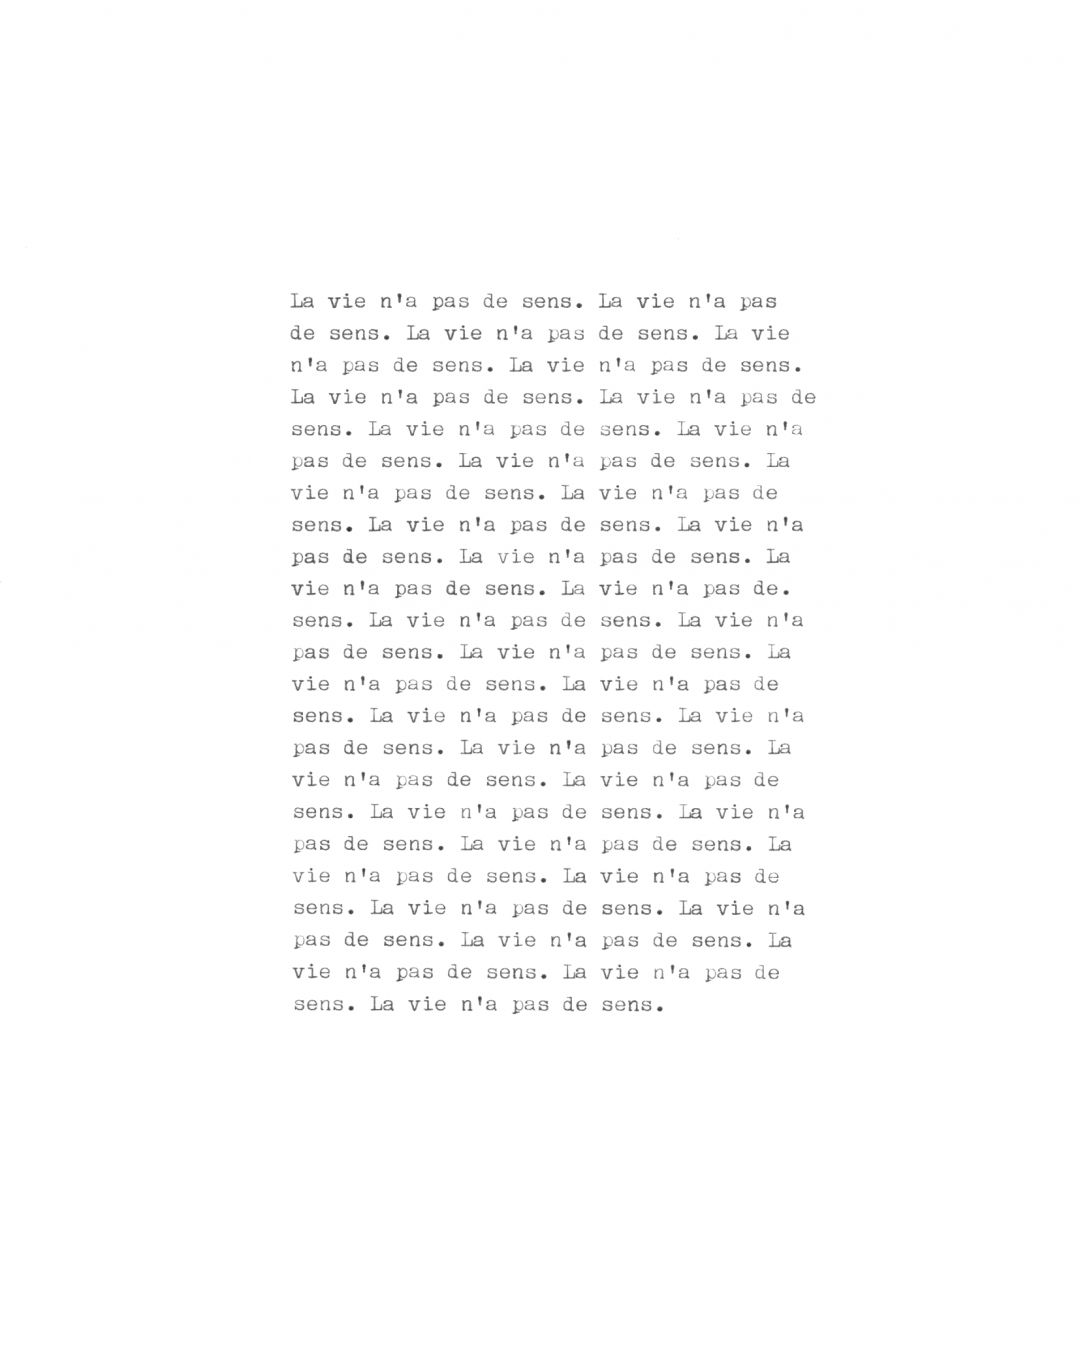 La vie n'a pas de sens. La vie n'a pas
de sens. La vie n'a pas de sens. La vie
n'a pas de sens. La vie n'a pas de sens.
La vie n'a pas de sens. La vie n'a pas de
sens. La vie n'a pas de sens. La vie n'a
pas de sens. La vie n'a pas de sens. La
vie n'a pas de sens. La vie n'a pas de
sens. La vie n'a pas de sens. La vie n'a
pas de sens. La vie n'a pas de sens. La
vie n'a pas de sens. La vie n'a pas de.
sens. La vie n'a pas de sens. La vie n'a
pas de sens. La vie n'a pas de sens. La
vie n'a pas de sens. La vie n'a pas de
sens. La vie n'a pas de sens. La vie n'a
pas de sens. La vie n'a pas de sens. La
vie n'a pas de sens. La vie n'a pas de
sens. La vie n'a pas de sens. La vie n'a
pas de sens. La vie n'a pas de sens. La
vie n'a pas de sens. La vie n'a pas de
sens. La vie n'a pas de sens. La vie n'a
pas de sens. La vie n'a pas de sens. La
vie n'a pas de sens. La vie n'a pas de
sens. La vie n'a pas de sens.